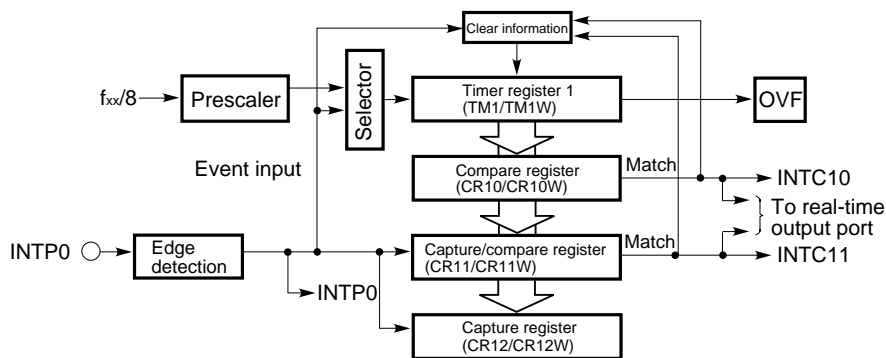 Clear information
fxx/8
Prescaler
Selector
Timer register 1
(TM1/TM1W)
OVF
Event input
Compare register
(CR10/CR10W)
Match
INTC10
To real-time
output port
INTP0
Edge
detection
Capture/compare register
(CR11/CR11W)
Match
INTC11
INTP0
Capture register
(CR12/CR12W)